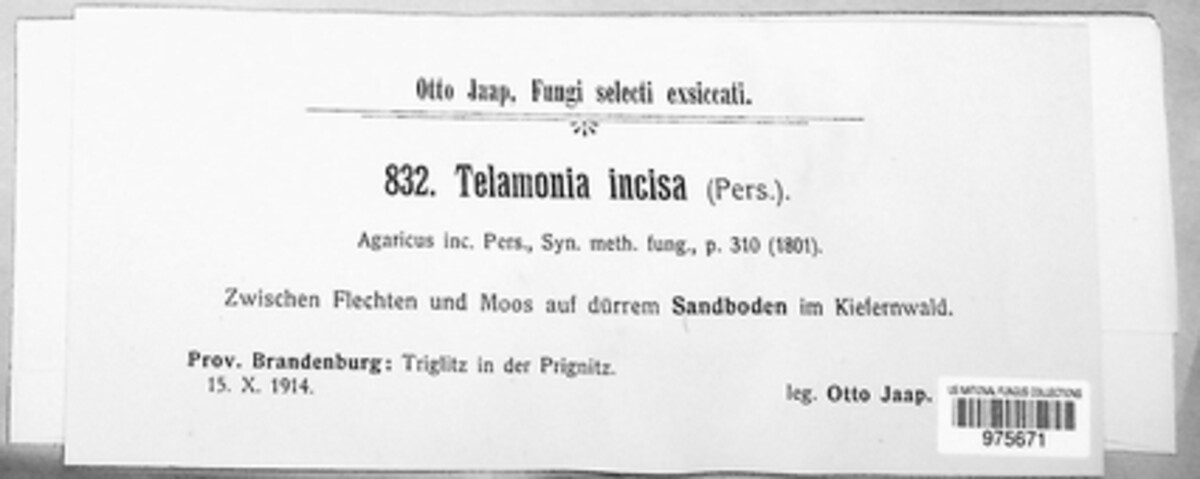 Otto Jaap. Fungi selecti exsiccati.
832. Telamonia incisa (Pers.).
Agaricus inc. Pers., Syn. meth. fung., p. 310 (1801).
Zwischen Flechten und Moos auf dürrem Sandboden im Kiefernwald.
Prov. Brandenburg: Triglitz in der Prignitz.
15. X. 1914.
leg. Otto Jaap.
US NATIONAL FUNGUS COLLECTIONS
975671